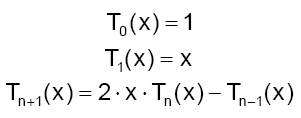 T₀(x) = 1
T₁(x) = x
Tₙ₊₁(x) = 2 · x · Tₙ(x) − Tₙ₋₁(x)